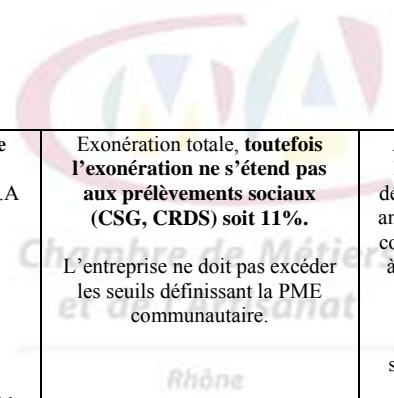 Exonération totale, toutefois
l'exonération ne s'étend pas
aux prélèvements sociaux
(CSG, CRDS) soit 11%.
L'entreprise ne doit pas excéder
les seuils définissant la PME
communautaire.
Chambre de Métiers
et de l'Artisanat
Rhône